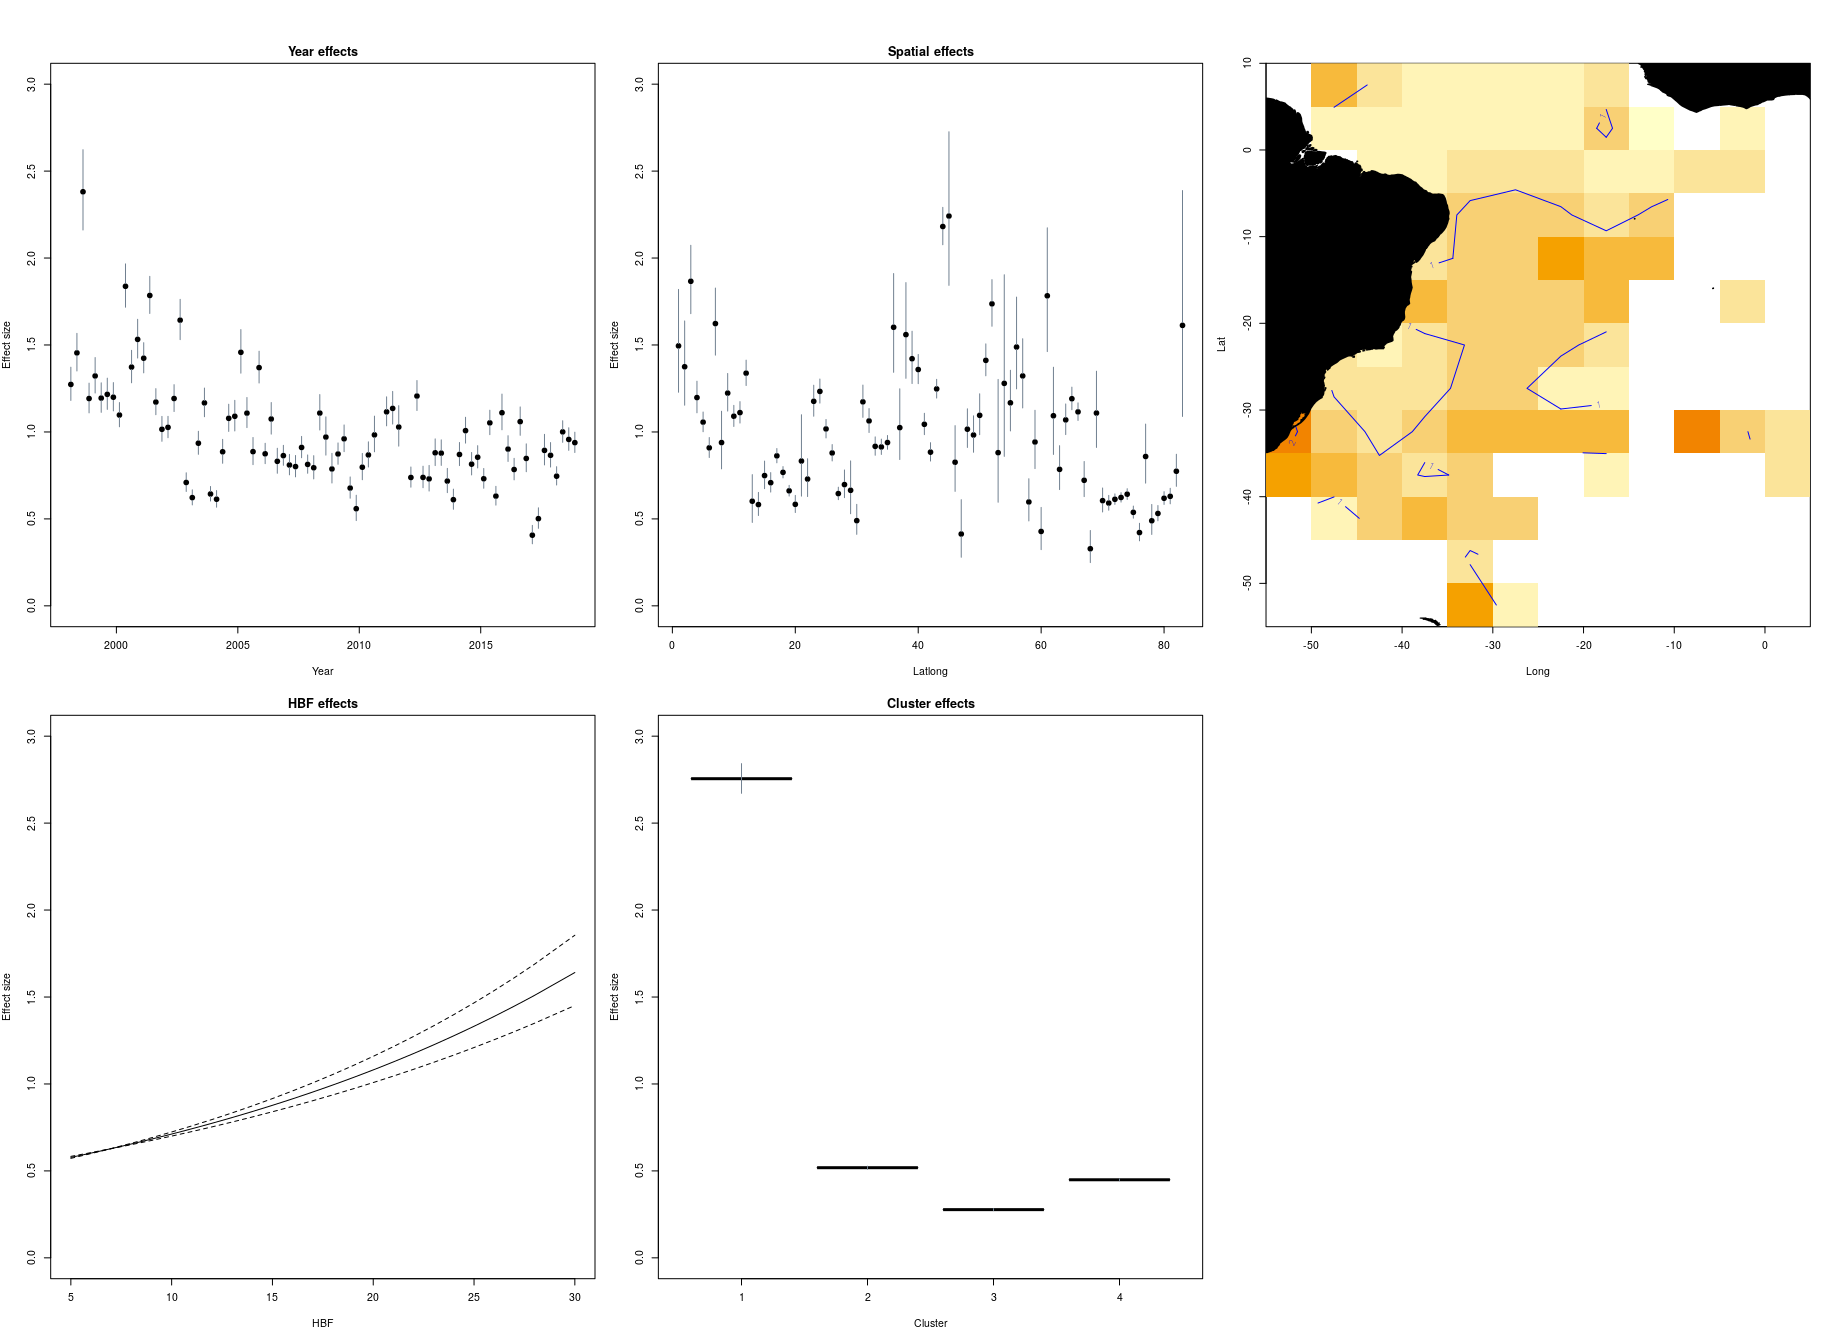 Year effects
Effect size
0.0 0.5 1.0 1.5 2.0 2.5 3.0
2000 2005 2010 2015
Year
Spatial effects
Effect size
0.0 0.5 1.0 1.5 2.0 2.5 3.0
0 20 40 60 80
Latlong
Lat
10 0 -10 -20 -30 -40 -50
-50 -40 -30 -20 -10 0
Long
HBF effects
Effect size
0.0 0.5 1.0 1.5 2.0 2.5 3.0
5 10 15 20 25 30
HBF
Cluster effects
Effect size
0.0 0.5 1.0 1.5 2.0 2.5 3.0
1 2 3 4
Cluster